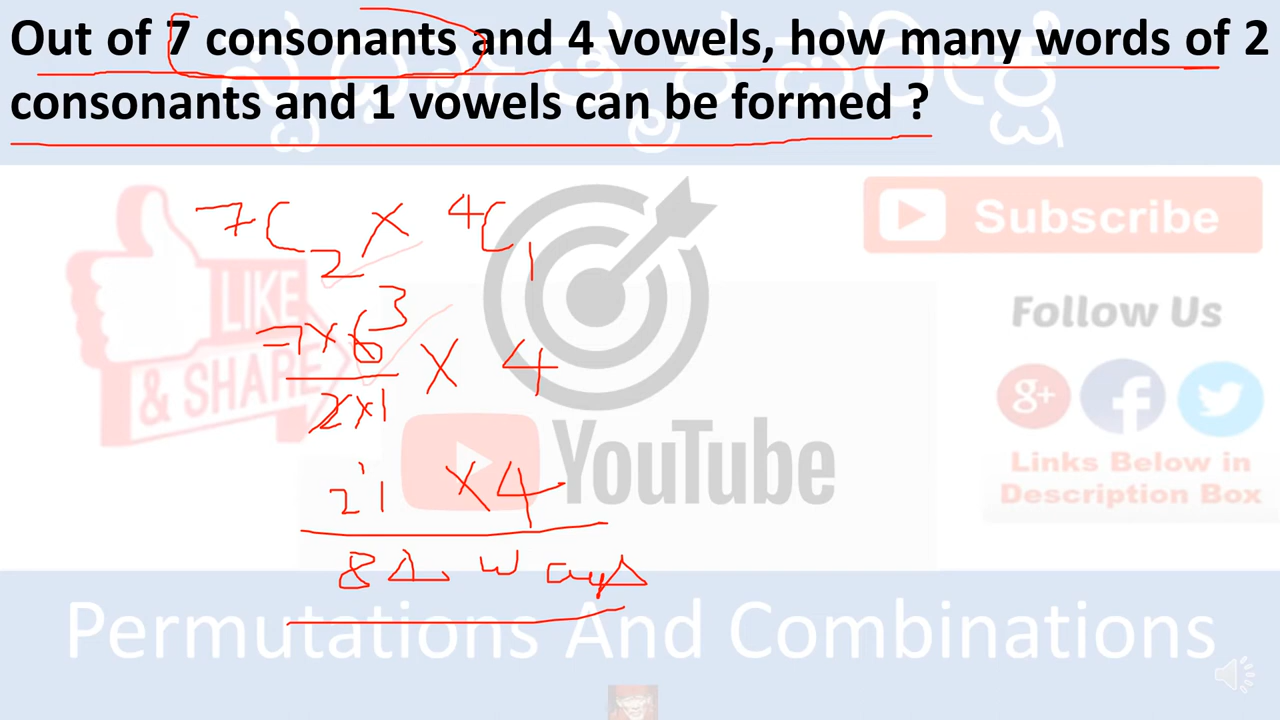 Out of 7 consonants and 4 vowels, how many words of 2
consonants and 1 vowels can be formed ?
7C2 × 4C1
LIKE
& SHARE
Subscribe
Follow Us
7×6 3
2×1
× 4
YouTube
Links Below in
Description Box
21 ×4
84 ways
Permutations And Combinations